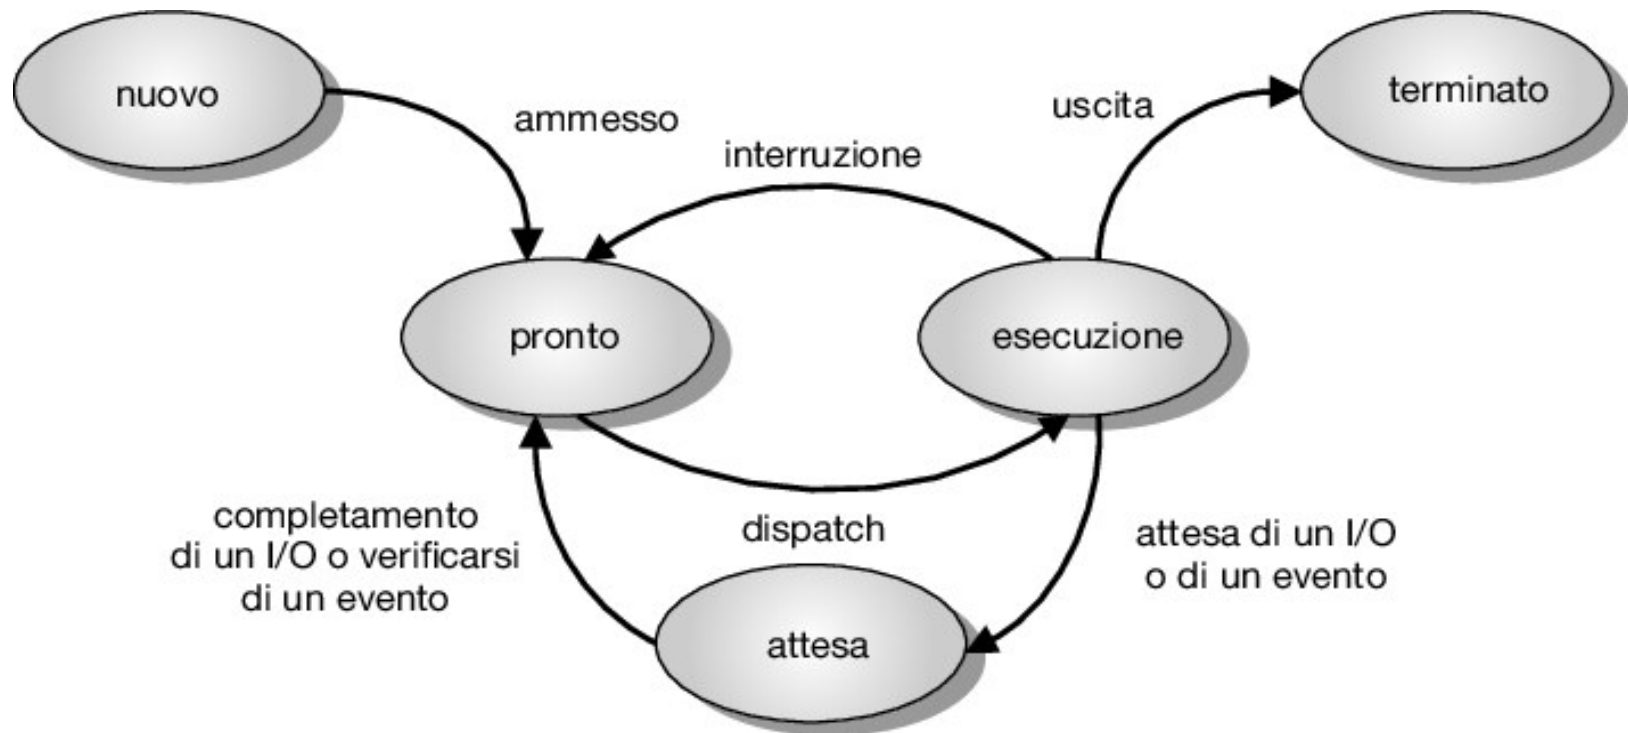 nuovo
terminato
ammesso
uscita
interruzione
pronto
esecuzione
completamento
di un I/O o verificarsi
di un evento
dispatch
attesa di un I/O
o di un evento
attesa